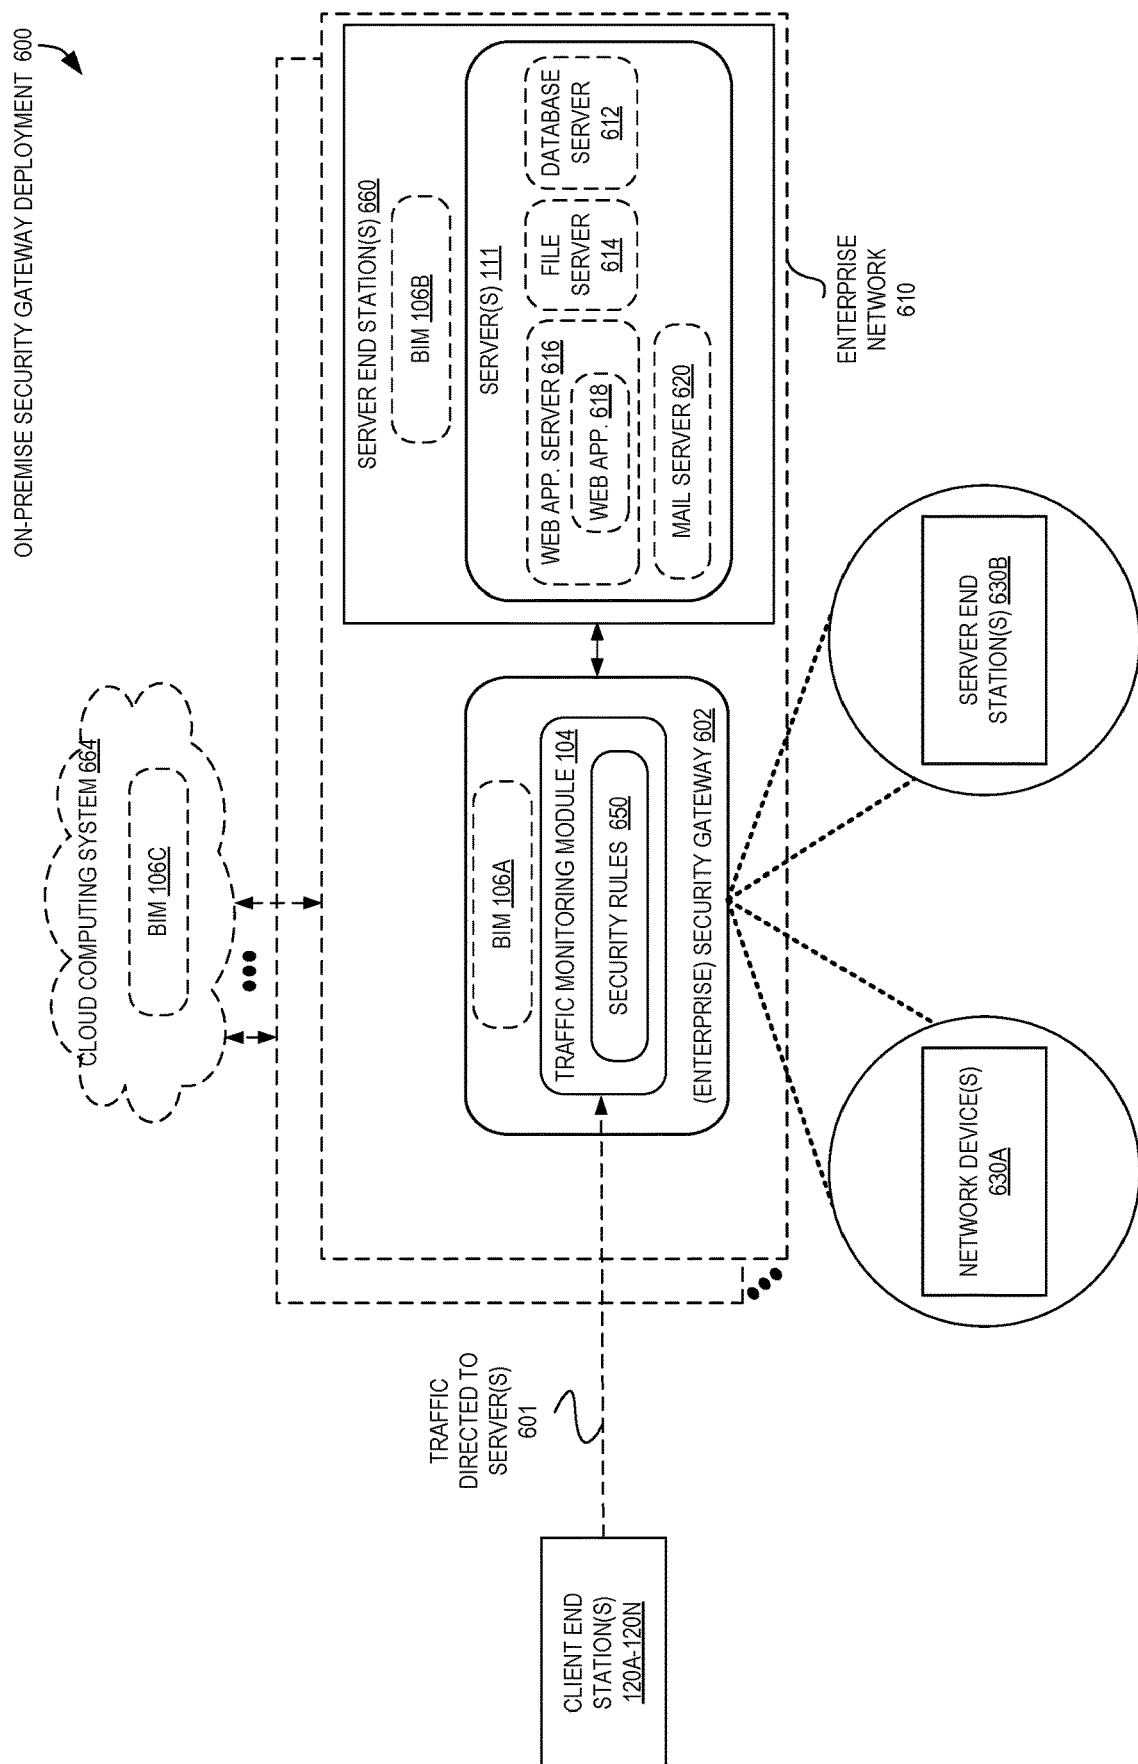 ON-PREMISE SECURITY GATEWAY DEPLOYMENT 600
CLOUD COMPUTING SYSTEM 664
BIM 106C
SERVER END STATION(S) 660
BIM 106B
SERVER(S) 111
WEB APP. SERVER 616
WEB APP. 618
FILE
SERVER
614
DATABASE
SERVER
612
MAIL SERVER 620
BIM 106A
TRAFFIC MONITORING MODULE 104
SECURITY RULES 650
(ENTERPRISE) SECURITY GATEWAY 602
TRAFFIC
DIRECTED TO
SERVER(S)
601
CLIENT END
STATION(S)
120A-120N
ENTERPRISE
NETWORK
610
NETWORK DEVICE(S)
630A
SERVER END
STATION(S) 630B